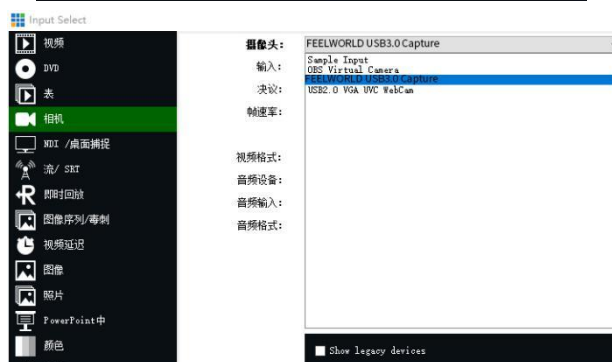 Input Select
视频
DVD
表
相机
NDI /桌面捕捉
流/ SRT
即时回放
图像序列/毒刺
视频延迟
图像
照片
PowerPoint中
颜色
摄像头:
输入:
决议:
帧速率:
视频格式:
音频设备:
音频输入:
音频格式:
FEELWORLD USB3.0 Capture
Sample Input
OBS Virtual Camera
FEELWORLD USB3.0 Capture
USB2.0 VGA UVC WebCam
Show legacy devices